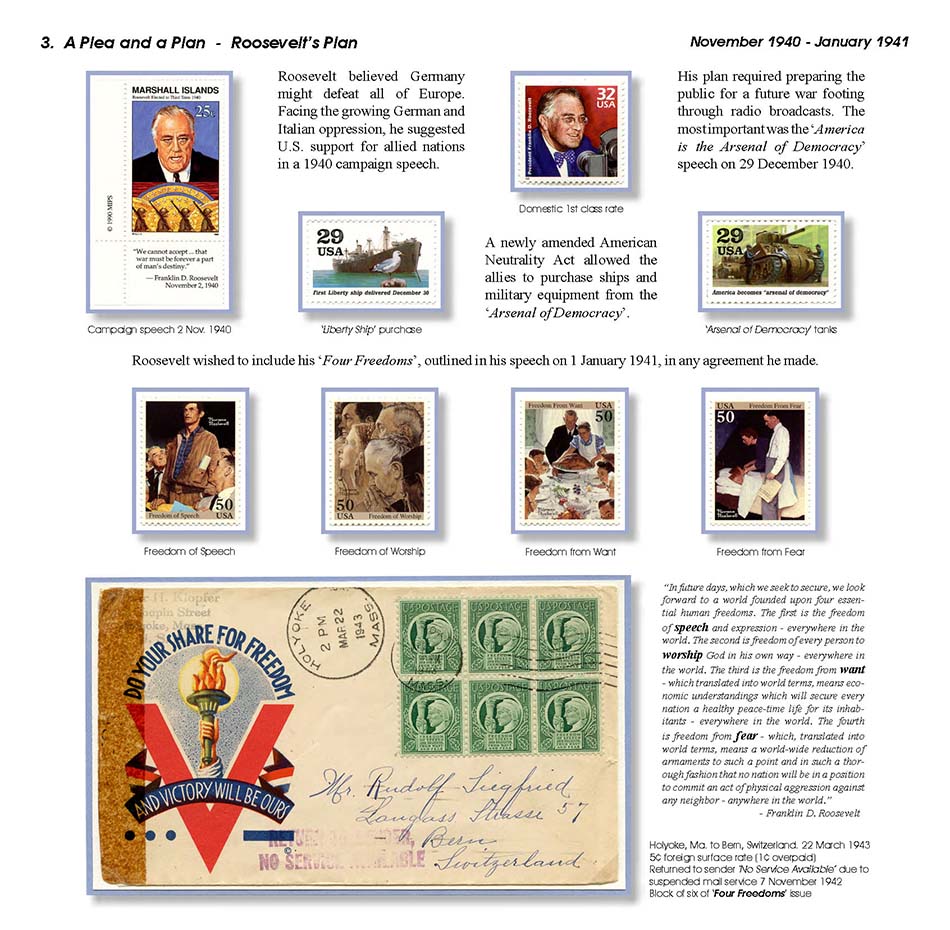 3. A Plea and a Plan - Roosevelt's Plan
November 1940 - January 1941
MARSHALL ISLANDS
Roosevelt Elected to Third Term 1940
25c
© 1990 MIPS
"We cannot accept ... that
war must be forever a part
of man's destiny."
— Franklin D. Roosevelt
November 2, 1940
Campaign speech 2 Nov. 1940
Roosevelt believed Germany
might defeat all of Europe.
Facing the growing German and
Italian oppression, he suggested
U.S. support for allied nations
in a 1940 campaign speech.
32
USA
President Franklin D. Roosevelt
Domestic 1st class rate
His plan required preparing the
public for a future war footing
through radio broadcasts. The
most important was the 'America
is the Arsenal of Democracy'
speech on 29 December 1940.
29
USA
First Liberty ship delivered December 30
'Liberty Ship' purchase
A newly amended American
Neutrality Act allowed the
allies to purchase ships and
military equipment from the
'Arsenal of Democracy'.
29
USA
America becomes "arsenal of democracy"
'Arsenal of Democracy' tanks
Roosevelt wished to include his 'Four Freedoms', outlined in his speech on 1 January 1941, in any agreement he made.
Norman
Rockwell
50
USA
Freedom of Speech
Freedom of Speech
50
USA
Freedom of Worship
Freedom of Worship
Freedom From Want
USA
50
Norman
Rockwell
Freedom from Want
USA
50
Freedom From Fear
Norman
Rockwell
Freedom from Fear
H. Klopfer
Street
DO YOUR SHARE FOR FREEDOM
AND VICTORY WILL BE OURS
HOLYOKE
2 PM
MAR 22
1943
MASS.
U.S. POSTAGE
U.S. POSTAGE
U.S. POSTAGE
U.S. POSTAGE
U.S. POSTAGE
U.S. POSTAGE
Mr. Rudolf Siegfried
Langass Strasse 57
Bern
Switzerland
RETURN TO SENDER,
NO SERVICE AVAILABLE
"In future days, which we seek to secure, we look
forward to a world founded upon four essen-
tial human freedoms. The first is the freedom
of speech and expression - everywhere in the
world. The second is freedom of every person to
worship God in his own way - everywhere in
the world. The third is the freedom from want
- which translated into world terms, means eco-
nomic understandings which will secure every
nation a healthy peace-time life for its inhab-
itants - everywhere in the world. The fourth
is freedom from fear - which, translated into
world terms, means a world-wide reduction of
armaments to such a point and in such a thor-
ough fashion that no nation will be in a position
to commit an act of physical aggression against
any neighbor - anywhere in the world."
- Franklin D. Roosevelt
Holyoke, Ma. to Bern, Switzerland. 22 March 1943
5¢ foreign surface rate (1¢ overpaid)
Returned to sender 'No Service Available' due to
suspended mail service 7 November 1942
Block of six of 'Four Freedoms' issue